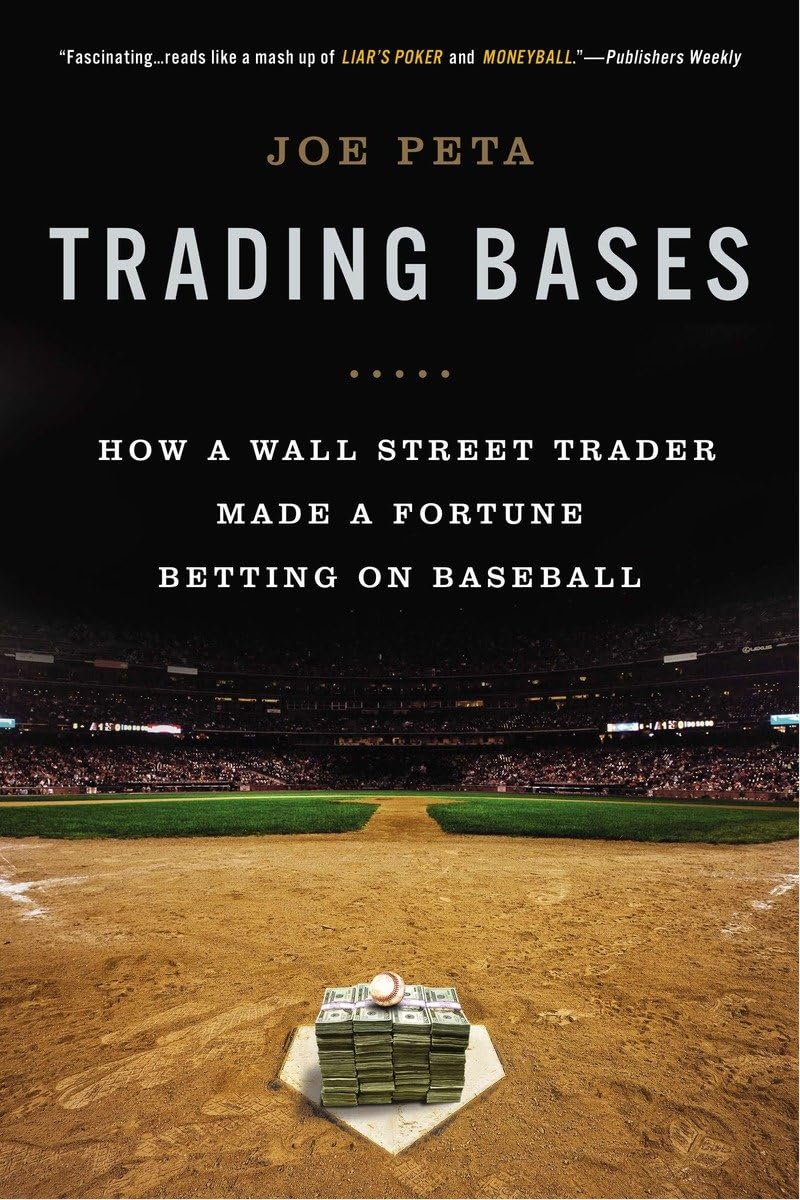 “Fascinating...reads like a mash up of LIAR’S POKER and MONEYBALL.”—Publishers Weekly
JOE PETA
TRADING BASES
HOW A WALL STREET TRADER
MADE A FORTUNE
BETTING ON BASEBALL
LEXUS